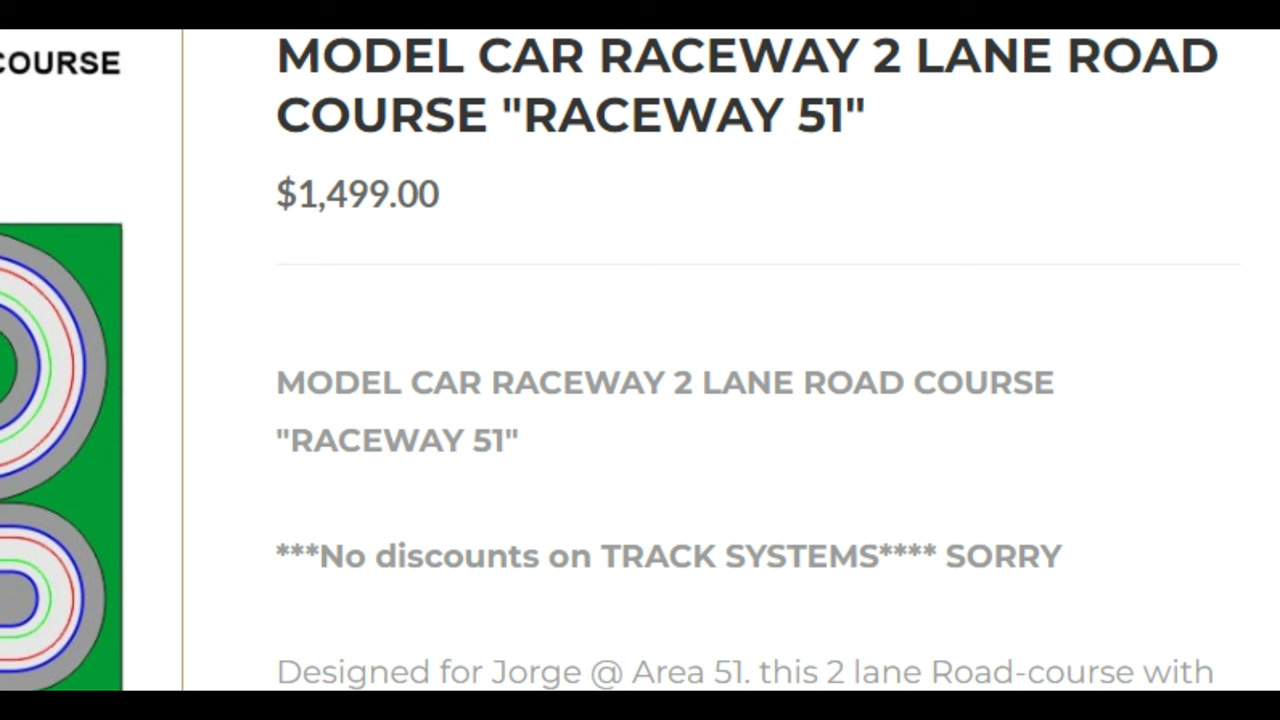 COURSE
MODEL CAR RACEWAY 2 LANE ROAD
COURSE "RACEWAY 51"
$1,499.00
MODEL CAR RACEWAY 2 LANE ROAD COURSE
"RACEWAY 51"
***No discounts on TRACK SYSTEMS**** SORRY
Designed for Jorge @ Area 51. this 2 lane Road-course with